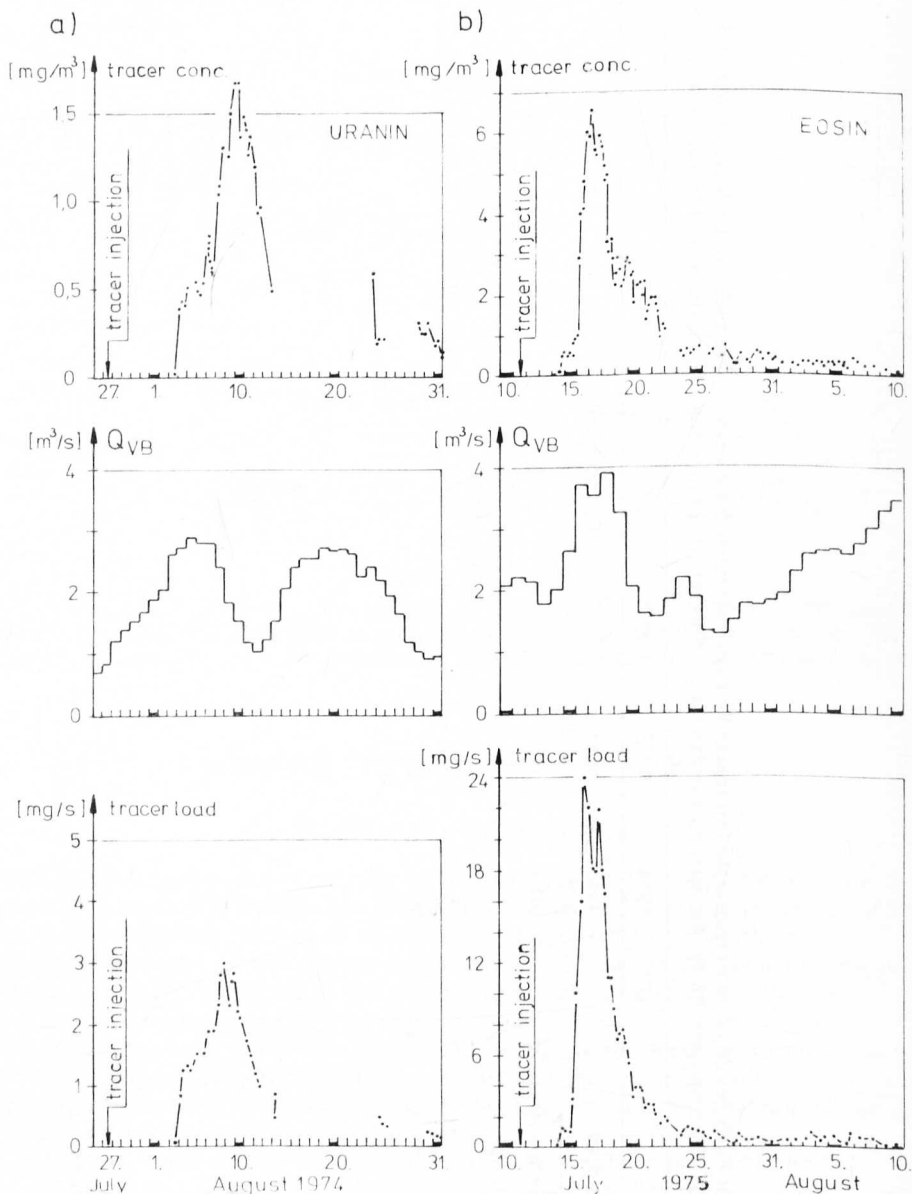 a)
[mg/m³] tracer conc.
1,5
URANIN
1,0
0,5
0
tracer injection
27. 1. 10. 20. 31.
[m³/s] Q_VB
4
2
0
[mg/s] tracer load
5
4
3
2
1
0
tracer injection
27. 1. 10. 20. 31.
July August 1974
b)
[mg/m³] tracer conc.
6
EOSIN
4
2
0
tracer injection
10. 15. 20. 25. 31. 5. 10.
[m³/s] Q_VB
4
2
0
[mg/s] tracer load
24
18
12
6
0
tracer injection
10. 15. 20. 25. 31. 5. 10.
July 1975 August